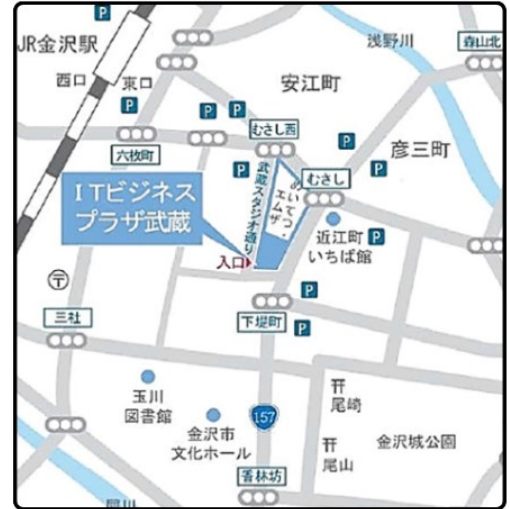 P
JR金沢駅
西口
東口
P
P
P
浅野川
森山北
安江町
むさし西
六枚町
P
P
P
彦三町
むさし
ITビジネス
プラザ武蔵
武蔵スタジオ通り
めいてつ・
エムザ
近江町
いちば館
P
入口
〒
三社
下堤町
P
P
玉川
図書館
金沢市
文化ホール
157
尾崎
尾山
金沢城公園
香林坊